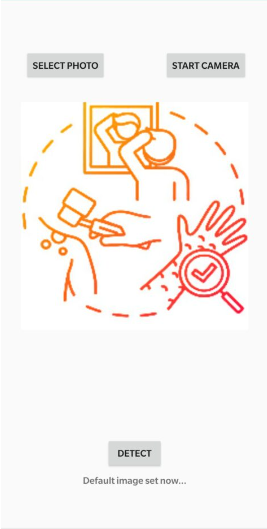 SELECT PHOTO
START CAMERA
DETECT
Default image set now...